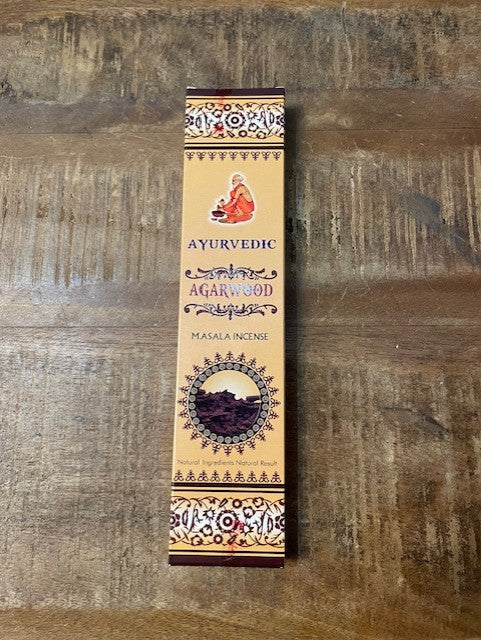 AYURVEDIC
AGARWOOD
MASALA INCENSE
Natural Ingredients Natural Result